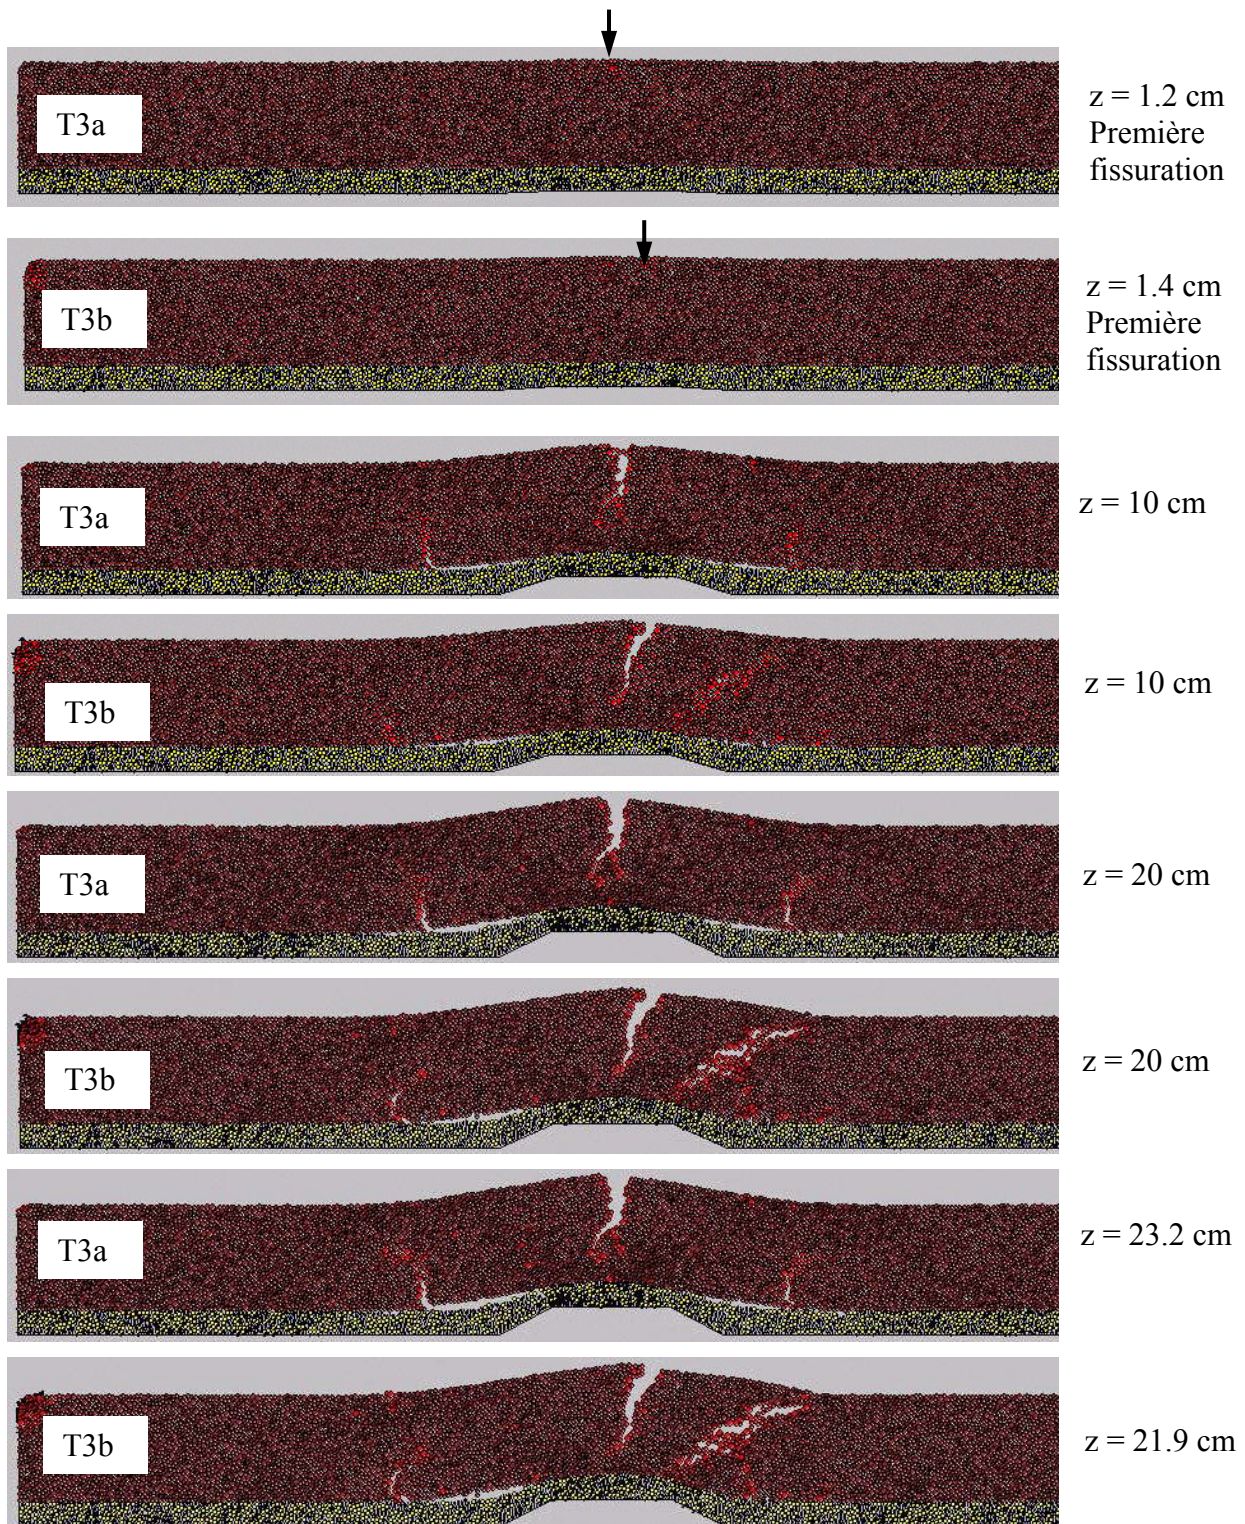 T3a
z = 1.2 cm
Première
fissuration
T3b
z = 1.4 cm
Première
fissuration
T3a
z = 10 cm
T3b
z = 10 cm
T3a
z = 20 cm
T3b
z = 20 cm
T3a
z = 23.2 cm
T3b
z = 21.9 cm